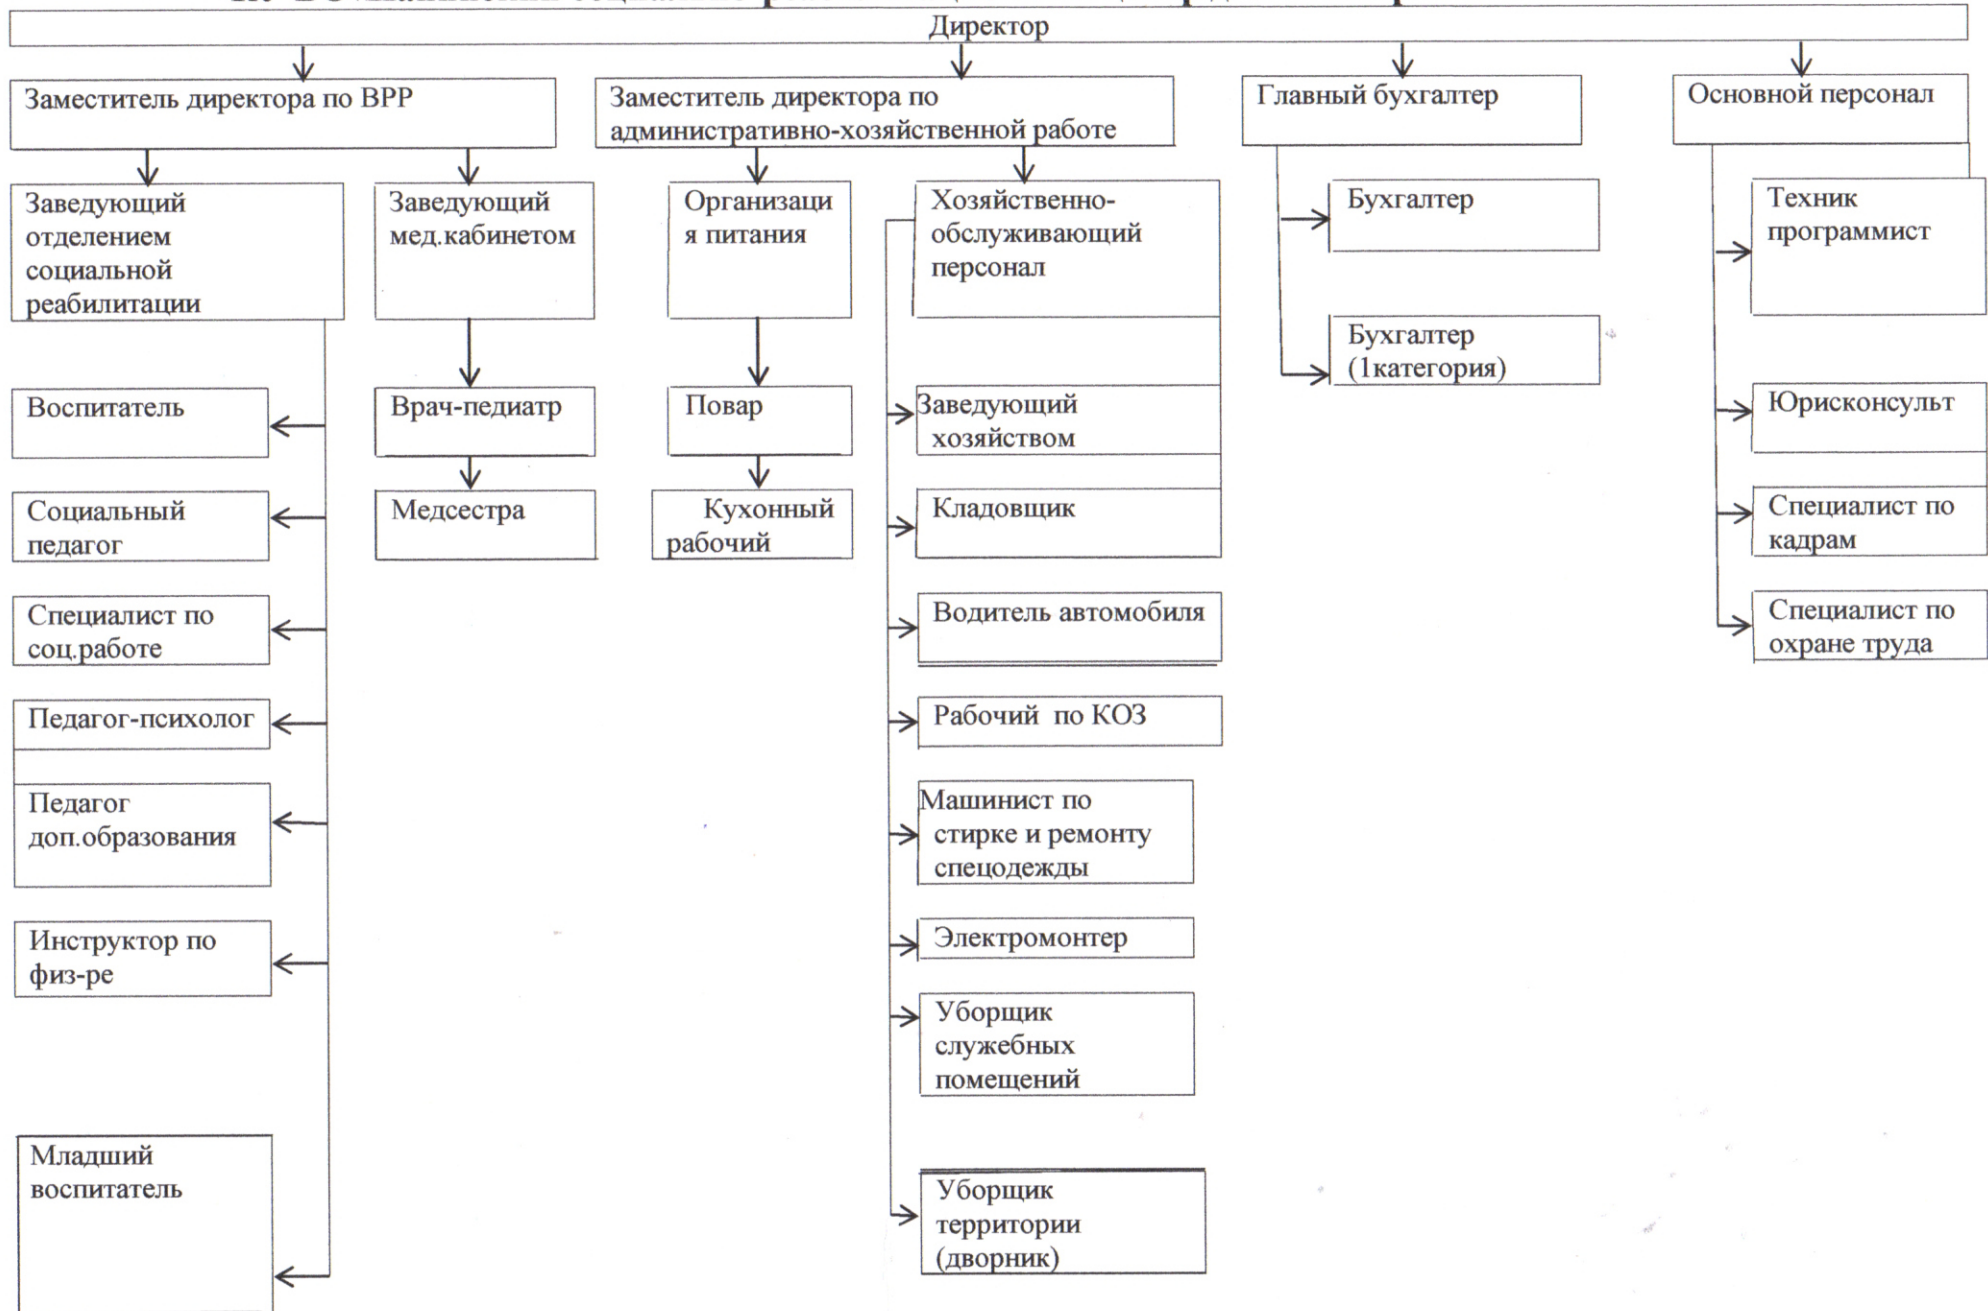 Директор
Заместитель директора по ВРР
Заместитель директора по
административно-хозяйственной работе
Главный бухгалтер
Основной персонал
Заведующий
отделением
социальной
реабилитации
Заведующий
мед.кабинетом
Организаци
я питания
Хозяйственно-
обслуживающий
персонал
Бухгалтер
Техник
программист
Бухгалтер
(1категория)
Воспитатель
Врач-педиатр
Повар
Заведующий
хозяйством
Юрисконсульт
Социальный
педагог
Медсестра
Кухонный
рабочий
Кладовщик
Специалист по
кадрам
Специалист по
соц.работе
Водитель автомобиля
Специалист по
охране труда
Педагог-психолог
Рабочий по КОЗ
Педагог
доп.образования
Машинист по
стирке и ремонту
спецодежды
Инструктор по
физ-ре
Электромонтер
Уборщик
служебных
помещений
Младший
воспитатель
Уборщик
территории
(дворник)